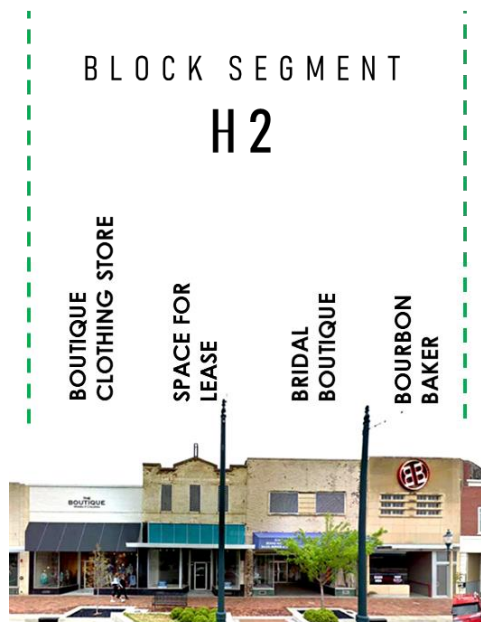 BLOCK SEGMENT
H2
BOUTIQUE
CLOTHING STORE
SPACE FOR
LEASE
BRIDAL
BOUTIQUE
BOURBON
BAKER
THE
BOUTIQUE